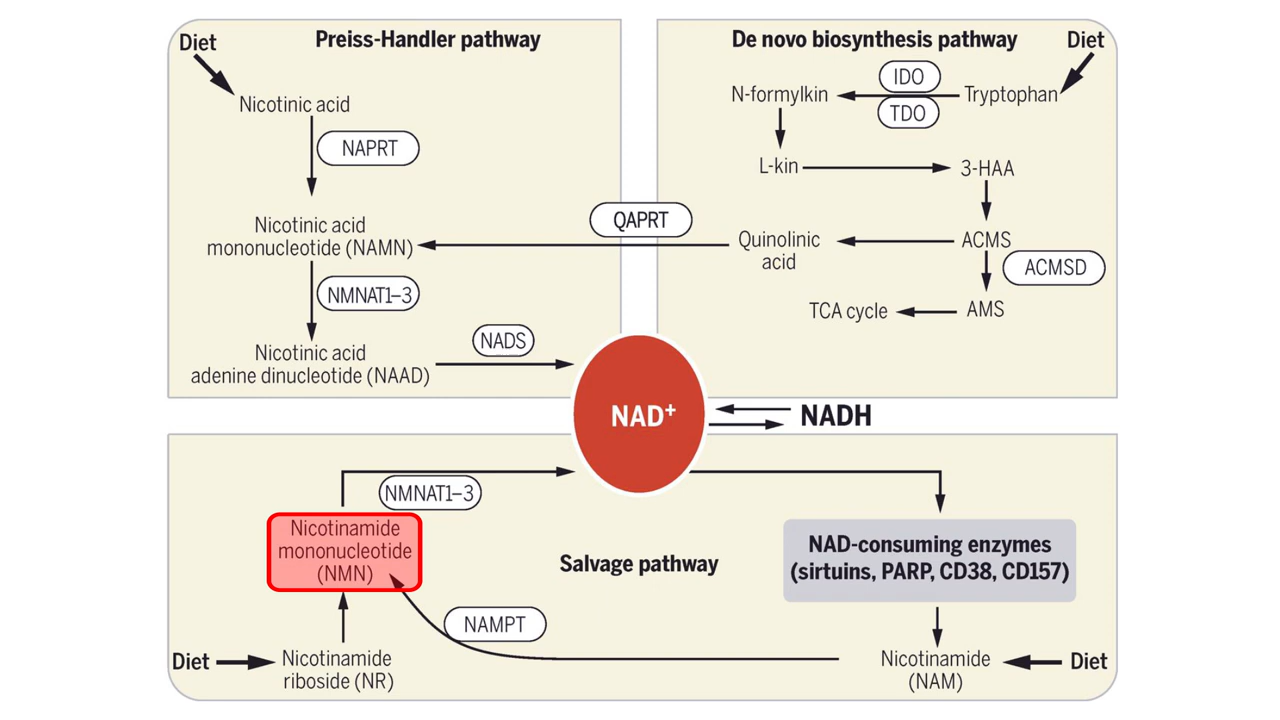 Diet
Preiss-Handler pathway
Nicotinic acid
NAPRT
Nicotinic acid
mononucleotide (NAMN)
NMNAT1–3
Nicotinic acid
adenine dinucleotide (NAAD)
NADS
QAPRT
De novo biosynthesis pathway
Diet
N-formylkin
IDO
TDO
Tryptophan
L-kin
3-HAA
Quinolinic
acid
ACMS
ACMSD
TCA cycle
AMS
NAD+
NADH
NMNAT1–3
Nicotinamide
mononucleotide
(NMN)
Salvage pathway
NAD-consuming enzymes
(sirtuins, PARP, CD38, CD157)
NAMPT
Diet
Nicotinamide
riboside (NR)
Nicotinamide
(NAM)
Diet